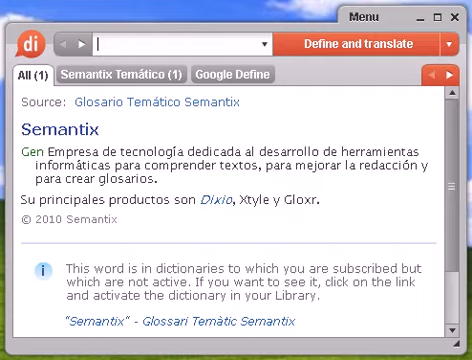 Menu
di
Define and translate
All (1)
Semantix Temático (1)
Google Define
Source: Glosario Temático Semantix
Semantix
Gen Empresa de tecnología dedicada al desarrollo de herramientas
informáticas para comprender textos, para mejorar la redacción y
para crear glosarios.
Su principales productos son Dixio, Xtyle y Gloxr.
© 2010 Semantix
i
This word is in dictionaries to which you are subscribed but
which are not active. If you want to see it, click on the link
and activate the dictionary in your Library.
"Semantix" - Glossari Temàtic Semantix